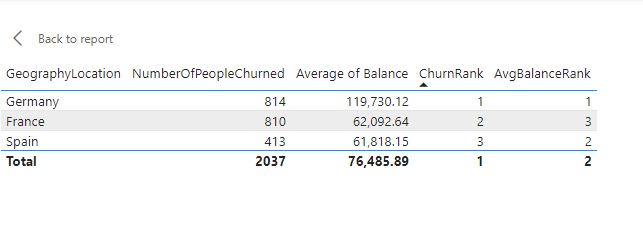 Back to report
GeographyLocation NumberOfPeopleChurned Average of Balance ChurnRank AvgBalanceRank
Germany 814 119,730.12 1 1
France 810 62,092.64 2 3
Spain 413 61,818.15 3 2
Total 2037 76,485.89 1 2